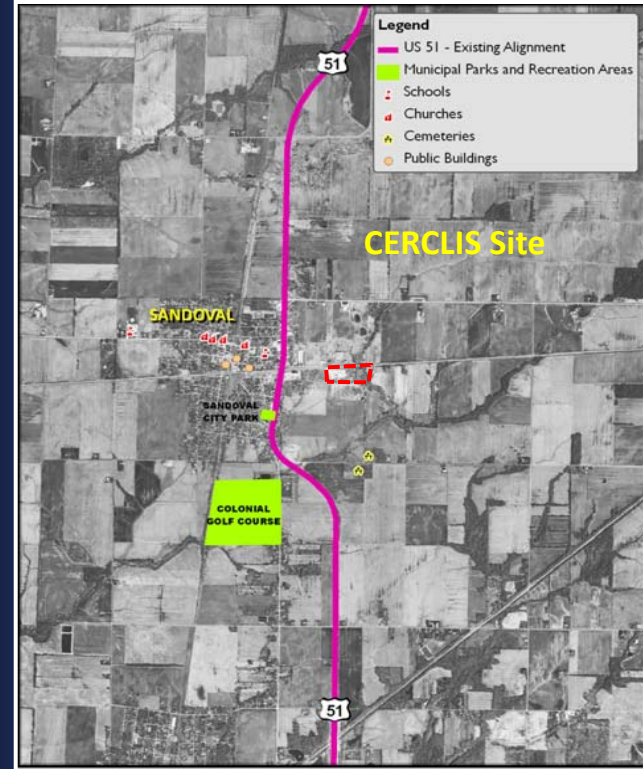 Legend
US 51 - Existing Alignment
Municipal Parks and Recreation Areas
Schools
Churches
Cemeteries
Public Buildings
51
CERCLIS Site
SANDOVAL
SANDOVAL
CITY PARK
COLONIAL
GOLF COURSE
51